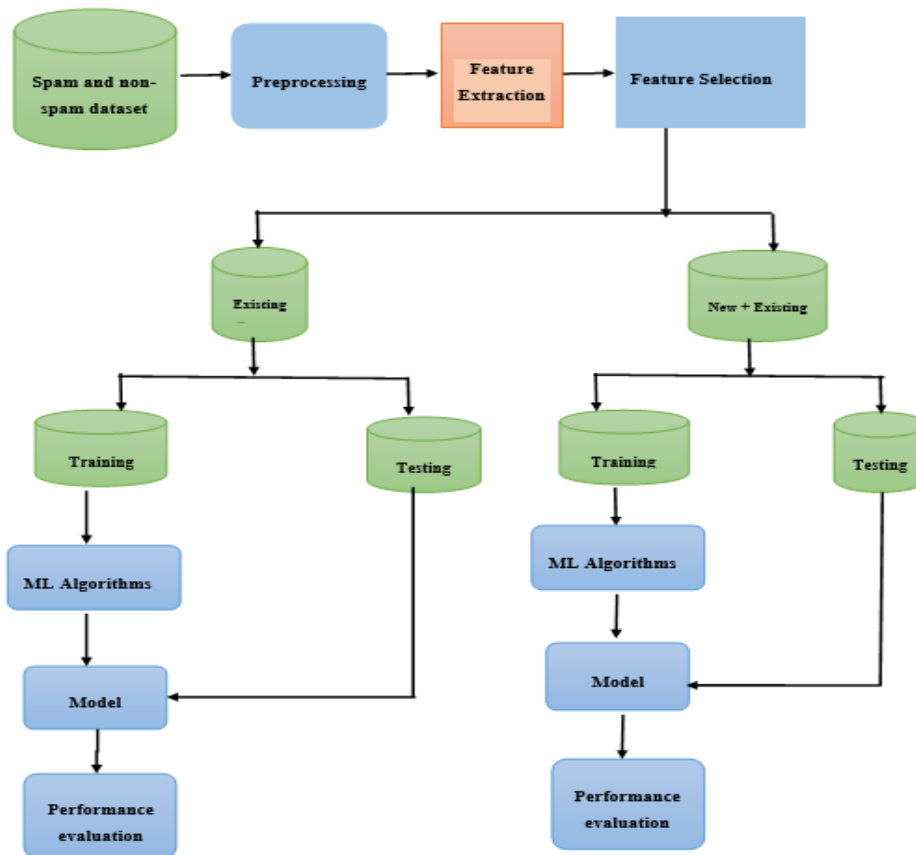 Spam and non-
spam dataset
Preprocessing
Feature
Extraction
Feature Selection
Existing
New + Existing
Training
Testing
Training
Testing
ML Algorithms
ML Algorithms
Model
Model
Performance
evaluation
Performance
evaluation